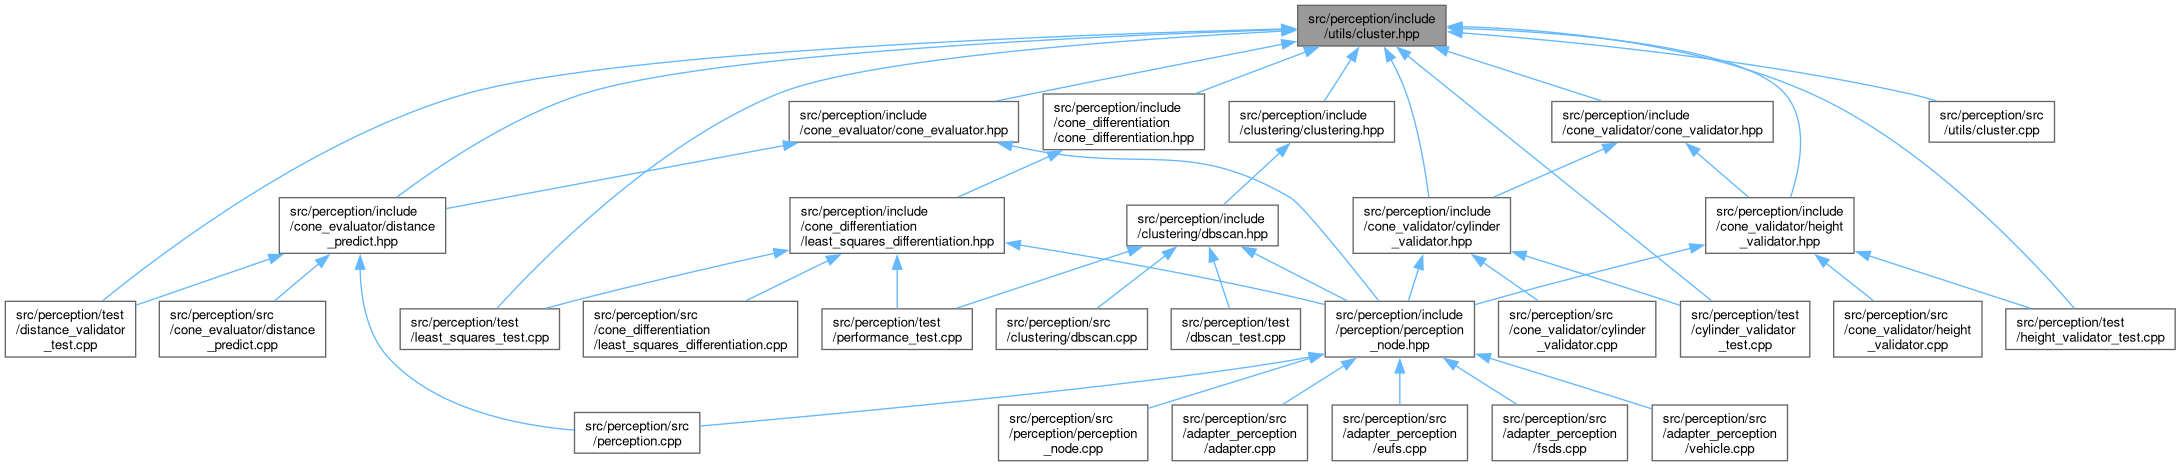 src/perception/include
/utils/cluster.hpp
src/perception/include
/cone_evaluator/cone_evaluator.hpp
src/perception/include
/cone_differentiation
/cone_differentiation.hpp
src/perception/include
/clustering/clustering.hpp
src/perception/include
/cone_validator/cone_validator.hpp
src/perception/src
/utils/cluster.cpp
src/perception/include
/cone_evaluator/distance
_predict.hpp
src/perception/include
/cone_differentiation
/least_squares_differentiation.hpp
src/perception/include
/clustering/dbscan.hpp
src/perception/include
/cone_validator/cylinder
_validator.hpp
src/perception/include
/cone_validator/height
_validator.hpp
src/perception/test
/distance_validator
_test.cpp
src/perception/src
/cone_evaluator/distance
_predict.cpp
src/perception/test
/least_squares_test.cpp
src/perception/src
/cone_differentiation
/least_squares_differentiation.cpp
src/perception/test
/performance_test.cpp
src/perception/src
/clustering/dbscan.cpp
src/perception/test
/dbscan_test.cpp
src/perception/include
/perception/perception
_node.hpp
src/perception/src
/cone_validator/cylinder
_validator.cpp
src/perception/test
/cylinder_validator
_test.cpp
src/perception/src
/cone_validator/height
_validator.cpp
src/perception/test
/height_validator_test.cpp
src/perception/src
/perception.cpp
src/perception/src
/perception/perception
_node.cpp
src/perception/src
/adapter_perception
/adapter.cpp
src/perception/src
/adapter_perception
/eufs.cpp
src/perception/src
/adapter_perception
/fsds.cpp
src/perception/src
/adapter_perception
/vehicle.cpp